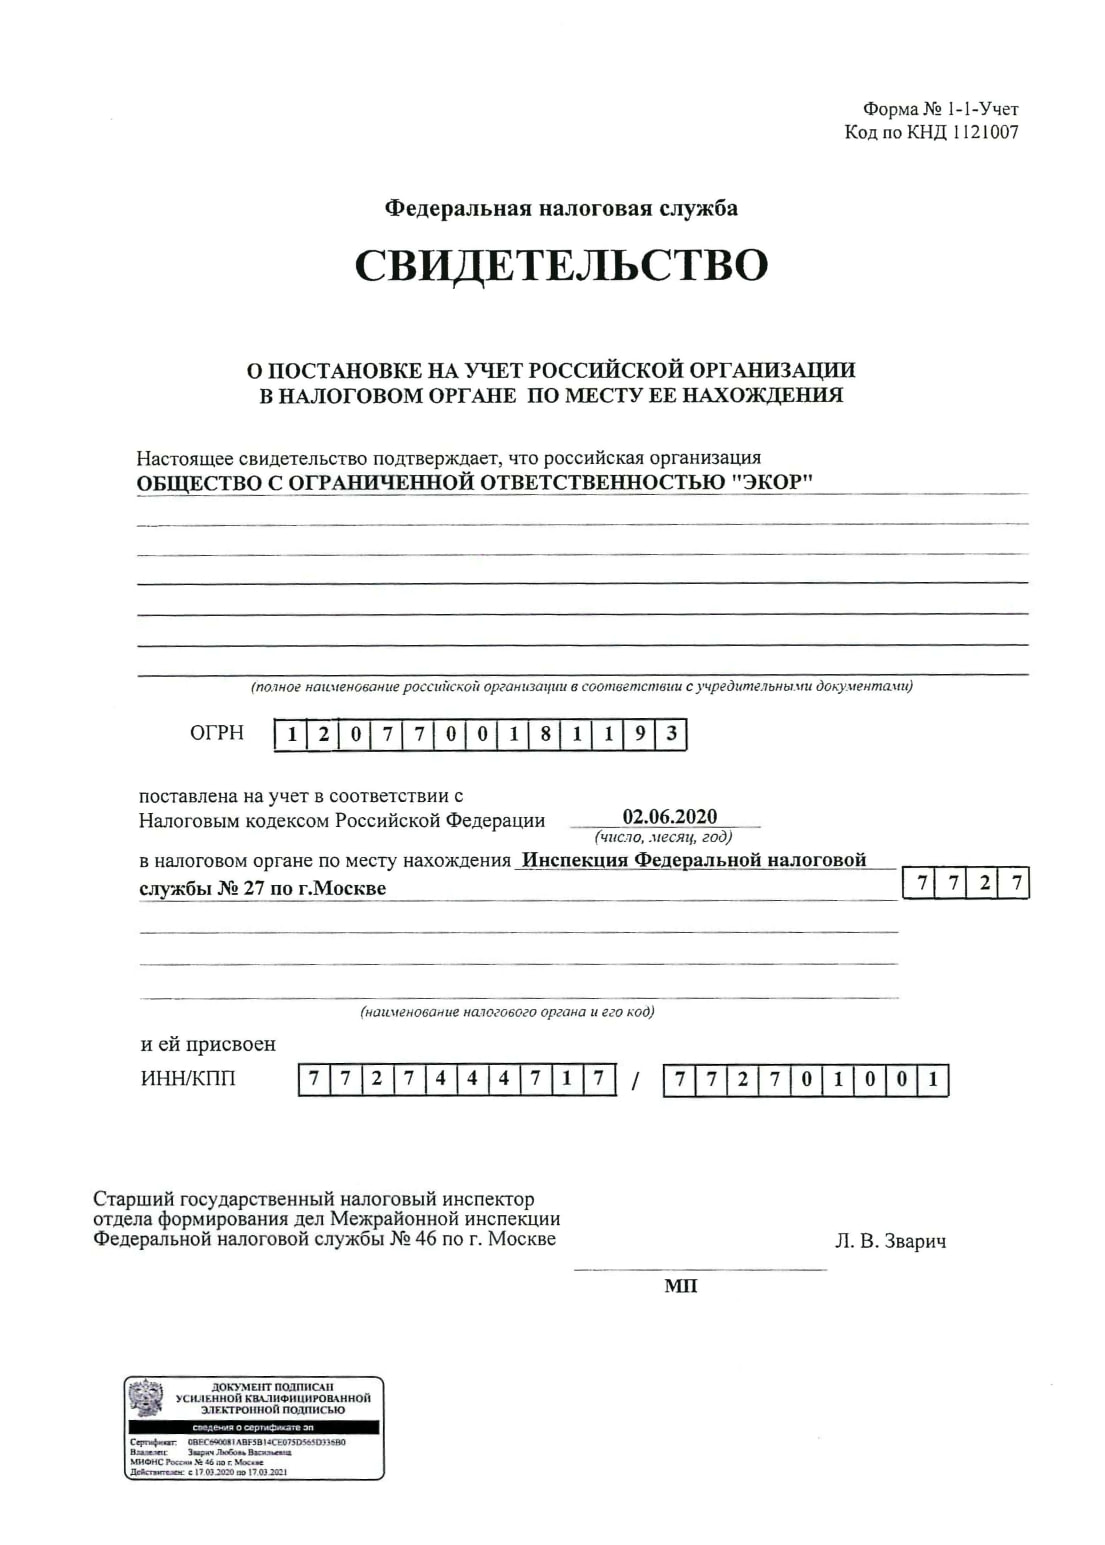 Форма № 1-1-Учет
Код по КНД 1121007
Федеральная налоговая служба
СВИДЕТЕЛЬСТВО
О ПОСТАНОВКЕ НА УЧЕТ РОССИЙСКОЙ ОРГАНИЗАЦИИ
В НАЛОГОВОМ ОРГАНЕ ПО МЕСТУ ЕЕ НАХОЖДЕНИЯ
Настоящее свидетельство подтверждает, что российская организация
ОБЩЕСТВО С ОГРАНИЧЕННОЙ ОТВЕТСТВЕННОСТЬЮ "ЭКОР"
(полное наименование российской организации в соответствии с учредительными документами)
ОГРН 1 2 0 7 7 0 0 1 8 1 1 9 3
поставлена на учет в соответствии с
Налоговым кодексом Российской Федерации 02.06.2020
(число, месяц, год)
в налоговом органе по месту нахождения Инспекция Федеральной налоговой
службы № 27 по г.Москве 7 7 2 7
(наименование налогового органа и его код)
и ей присвоен
ИНН/КПП 7 7 2 7 4 4 4 7 1 7 / 7 7 2 7 0 1 0 0 1
Старший государственный налоговый инспектор
отдела формирования дел Межрайонной инспекции
Федеральной налоговой службы № 46 по г. Москве Л. В. Зварич
МП
ДОКУМЕНТ ПОДПИСАН
УСИЛЕННОЙ КВАЛИФИЦИРОВАННОЙ
ЭЛЕКТРОННОЙ ПОДПИСЬЮ
сведения о сертификате эп
Сертификат:
Владелец: Зварич Любовь Васильевна
МИФНС России № 46 по г. Москве
Действителен: с 17.03.2020 по 17.03.2021